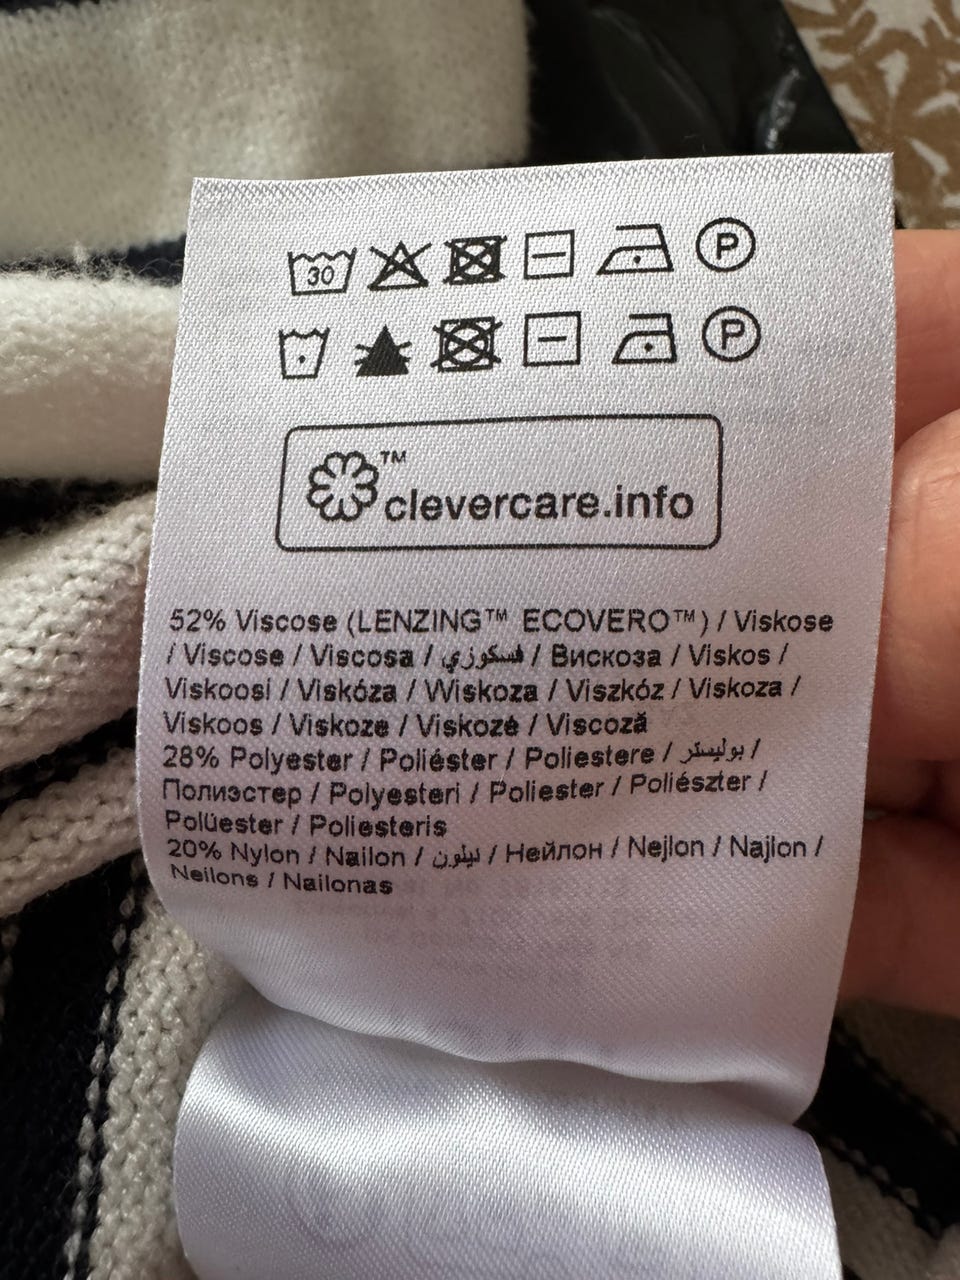 30 P
P
™
clevercare.info
52% Viscose (LENZING™ ECOVERO™) / Viskose
/ Viscose / Viscosa / فسكوزي / Вискоза / Viskos /
Viskoosi / Viskóza / Wiskoza / Viszkóz / Viskoza /
Viskoos / Viskoze / Viskozė / Viscoză
28% Polyester / Poliéster / Poliestere / بوليستر /
Полиэстер / Polyesteri / Poliester / Poliészter /
Polüester / Poliesteris
20% Nylon / Nailon / نيلون / Нейлон / Nejlon / Najlon /
Neilons / Nailonas